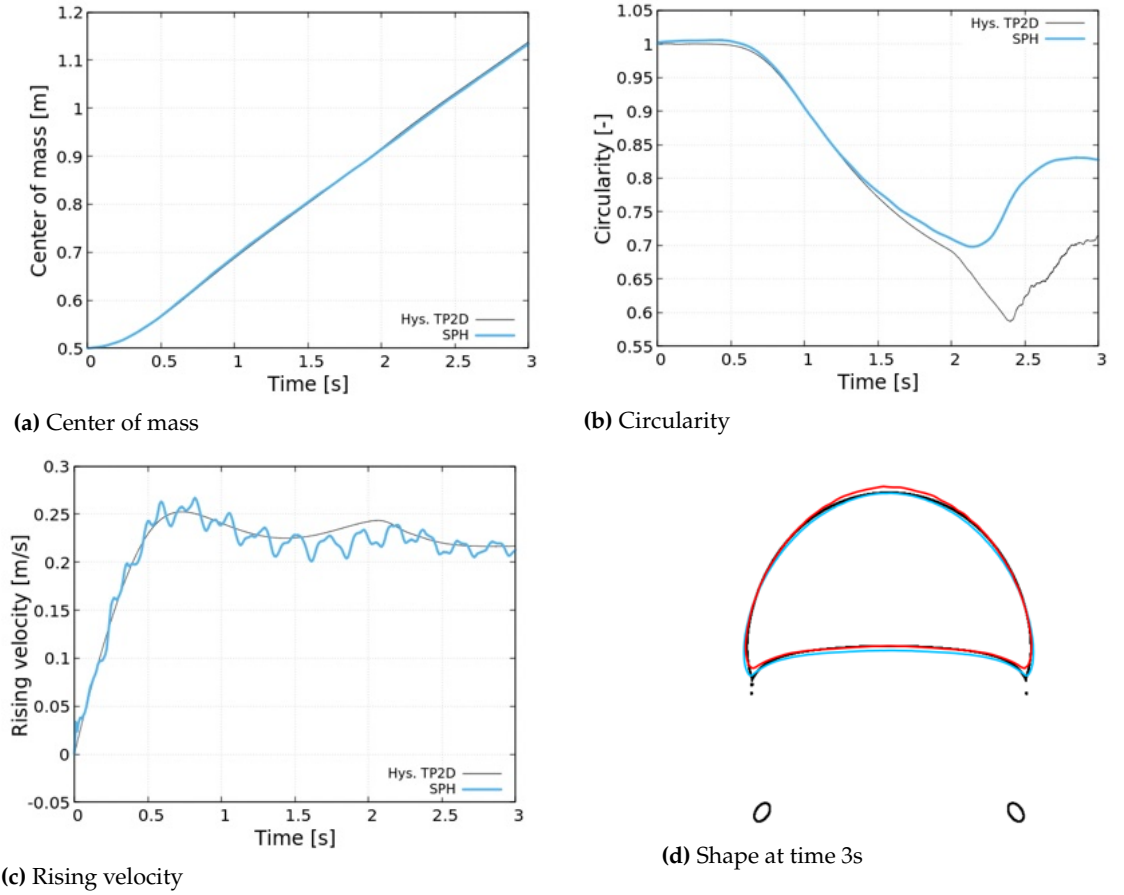 1.2
1.1
1
0.9
0.8
0.7
0.6
0.5
Center of mass [m]
Hys. TP2D
SPH
0 0.5 1 1.5 2 2.5 3
Time [s]
(a) Center of mass
1.05
1
0.95
0.9
0.85
0.8
0.75
0.7
0.65
0.6
0.55
Circularity [-]
Hys. TP2D
SPH
0 0.5 1 1.5 2 2.5 3
Time [s]
(b) Circularity
0.3
0.25
0.2
0.15
0.1
0.05
0
-0.05
Rising velocity [m/s]
Hys. TP2D
SPH
0 0.5 1 1.5 2 2.5 3
Time [s]
(c) Rising velocity
(d) Shape at time 3s